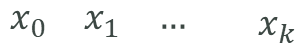 x₀ x₁ ... xₖ